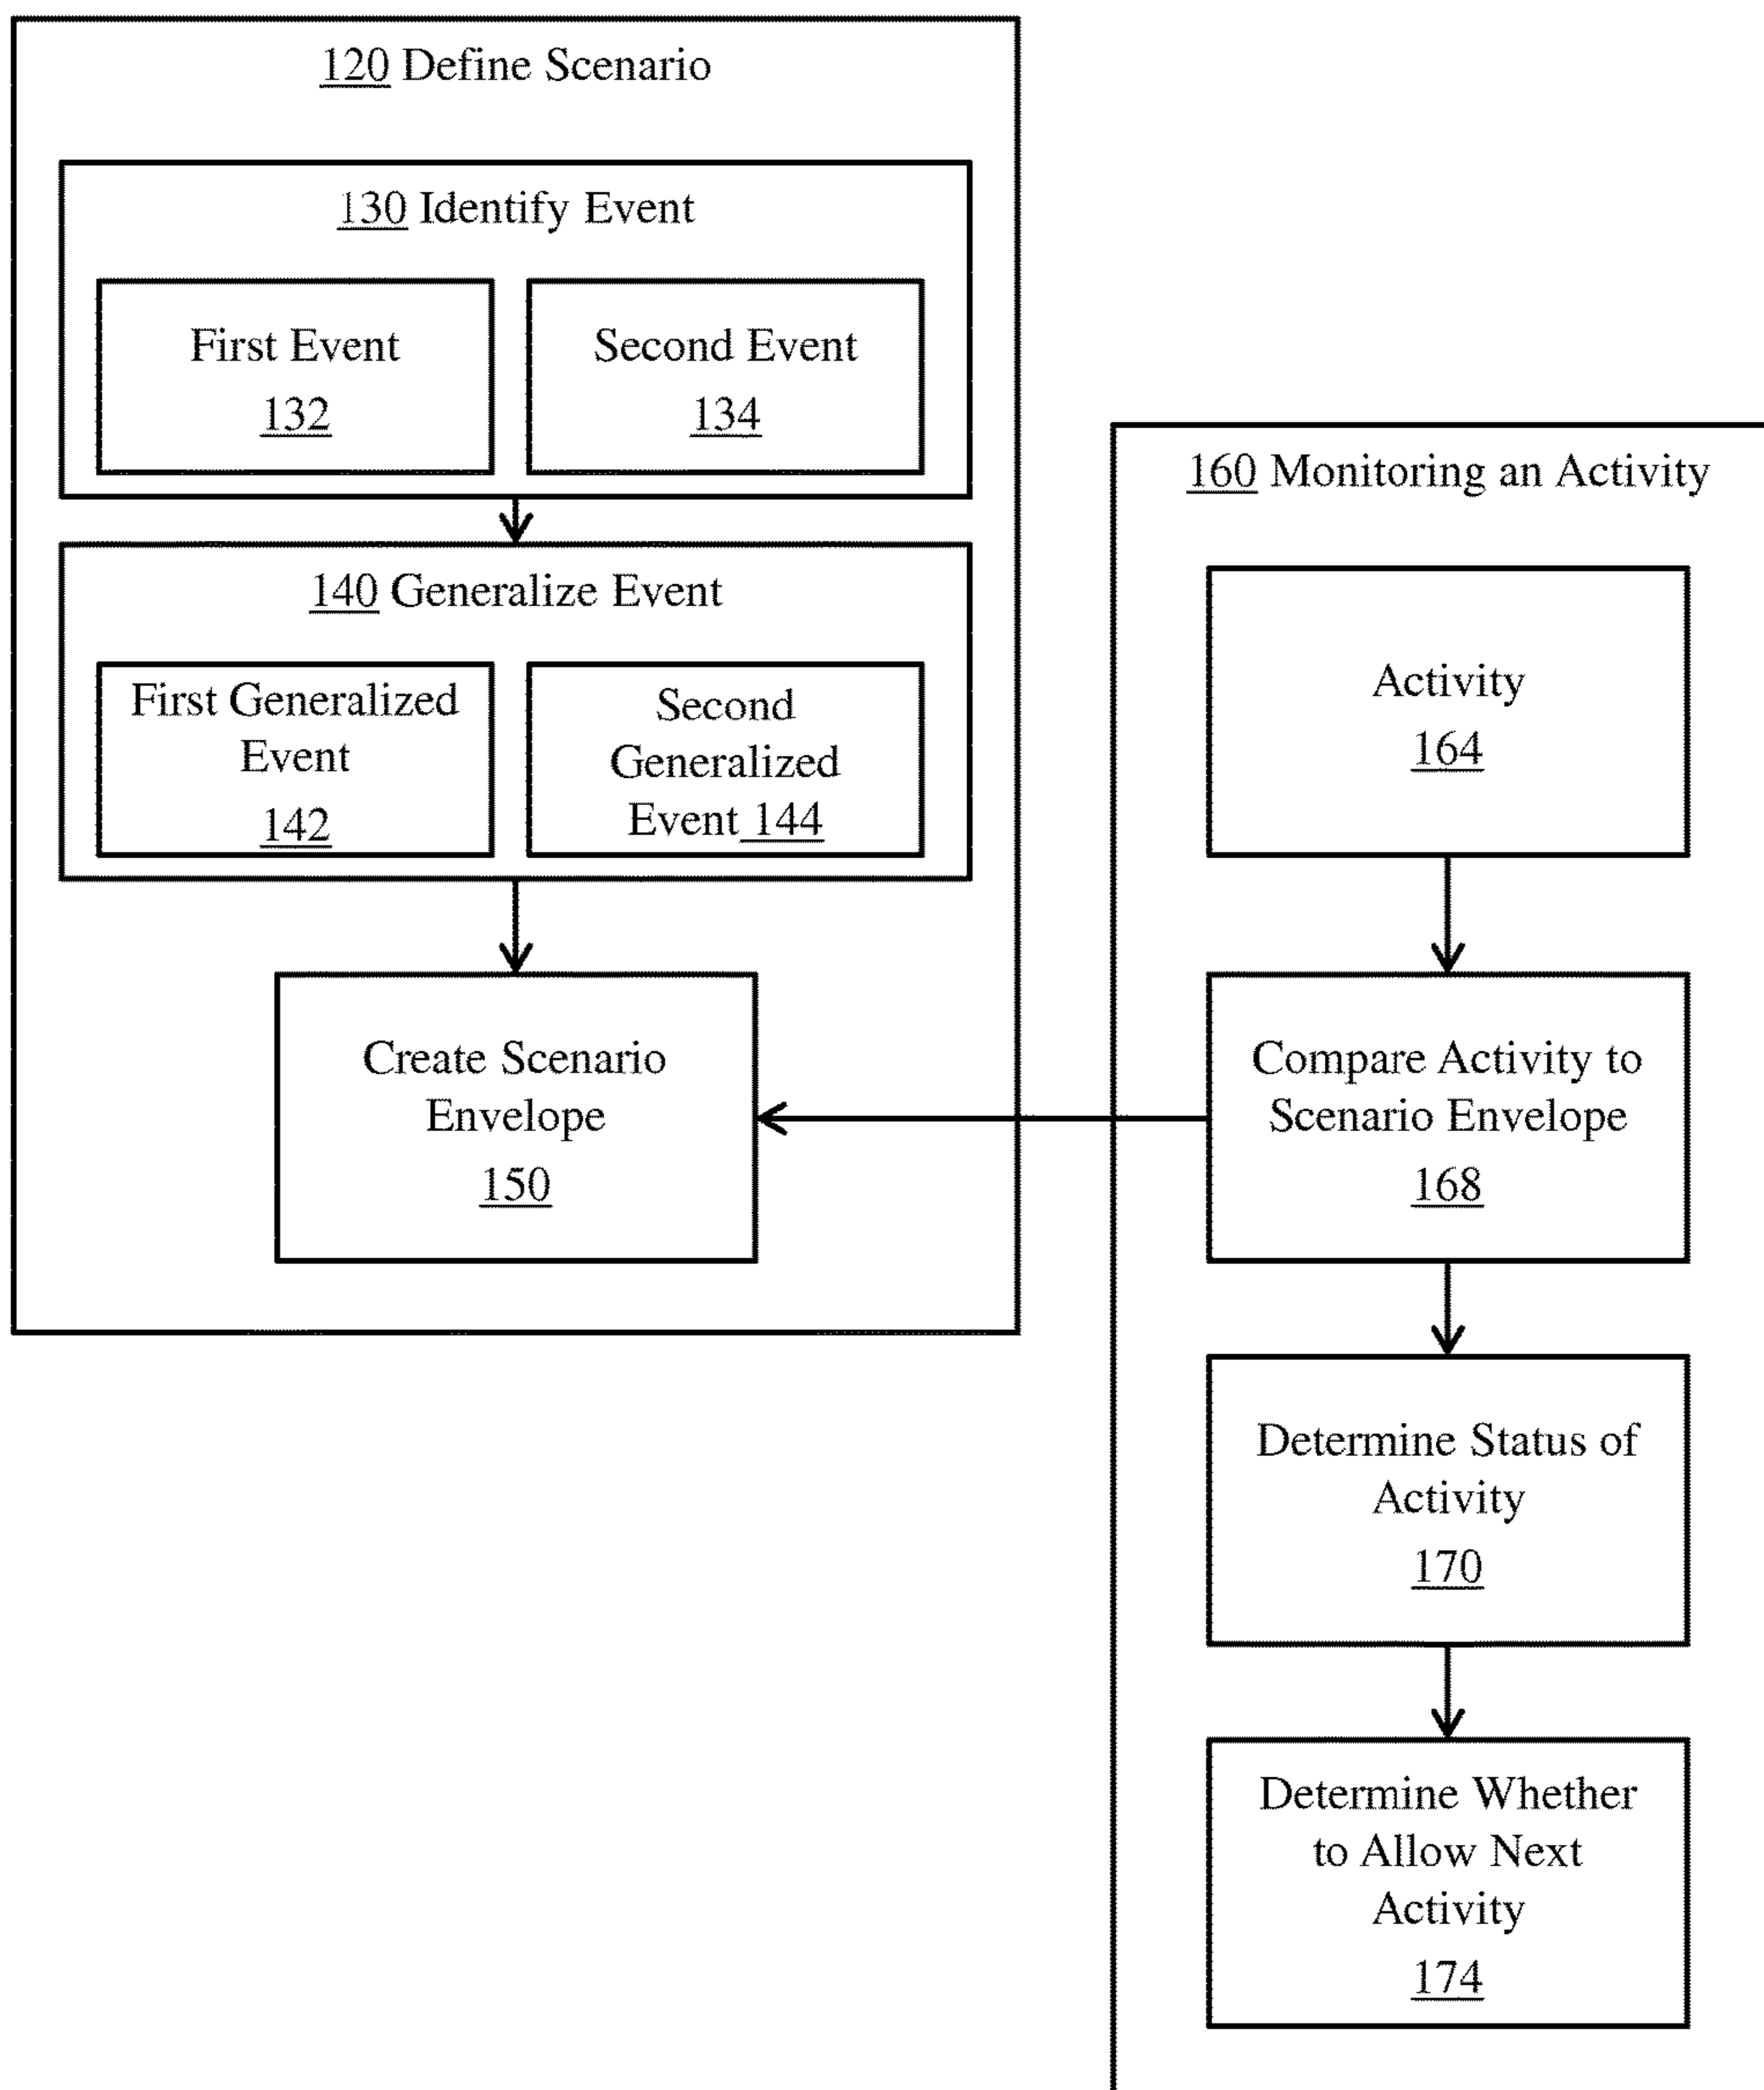 120 Define Scenario
130 Identify Event
First Event
132
Second Event
134
140 Generalize Event
First Generalized
Event
142
Second
Generalized
Event 144
Create Scenario
Envelope
150
160 Monitoring an Activity
Activity
164
Compare Activity to
Scenario Envelope
168
Determine Status of
Activity
170
Determine Whether
to Allow Next
Activity
174